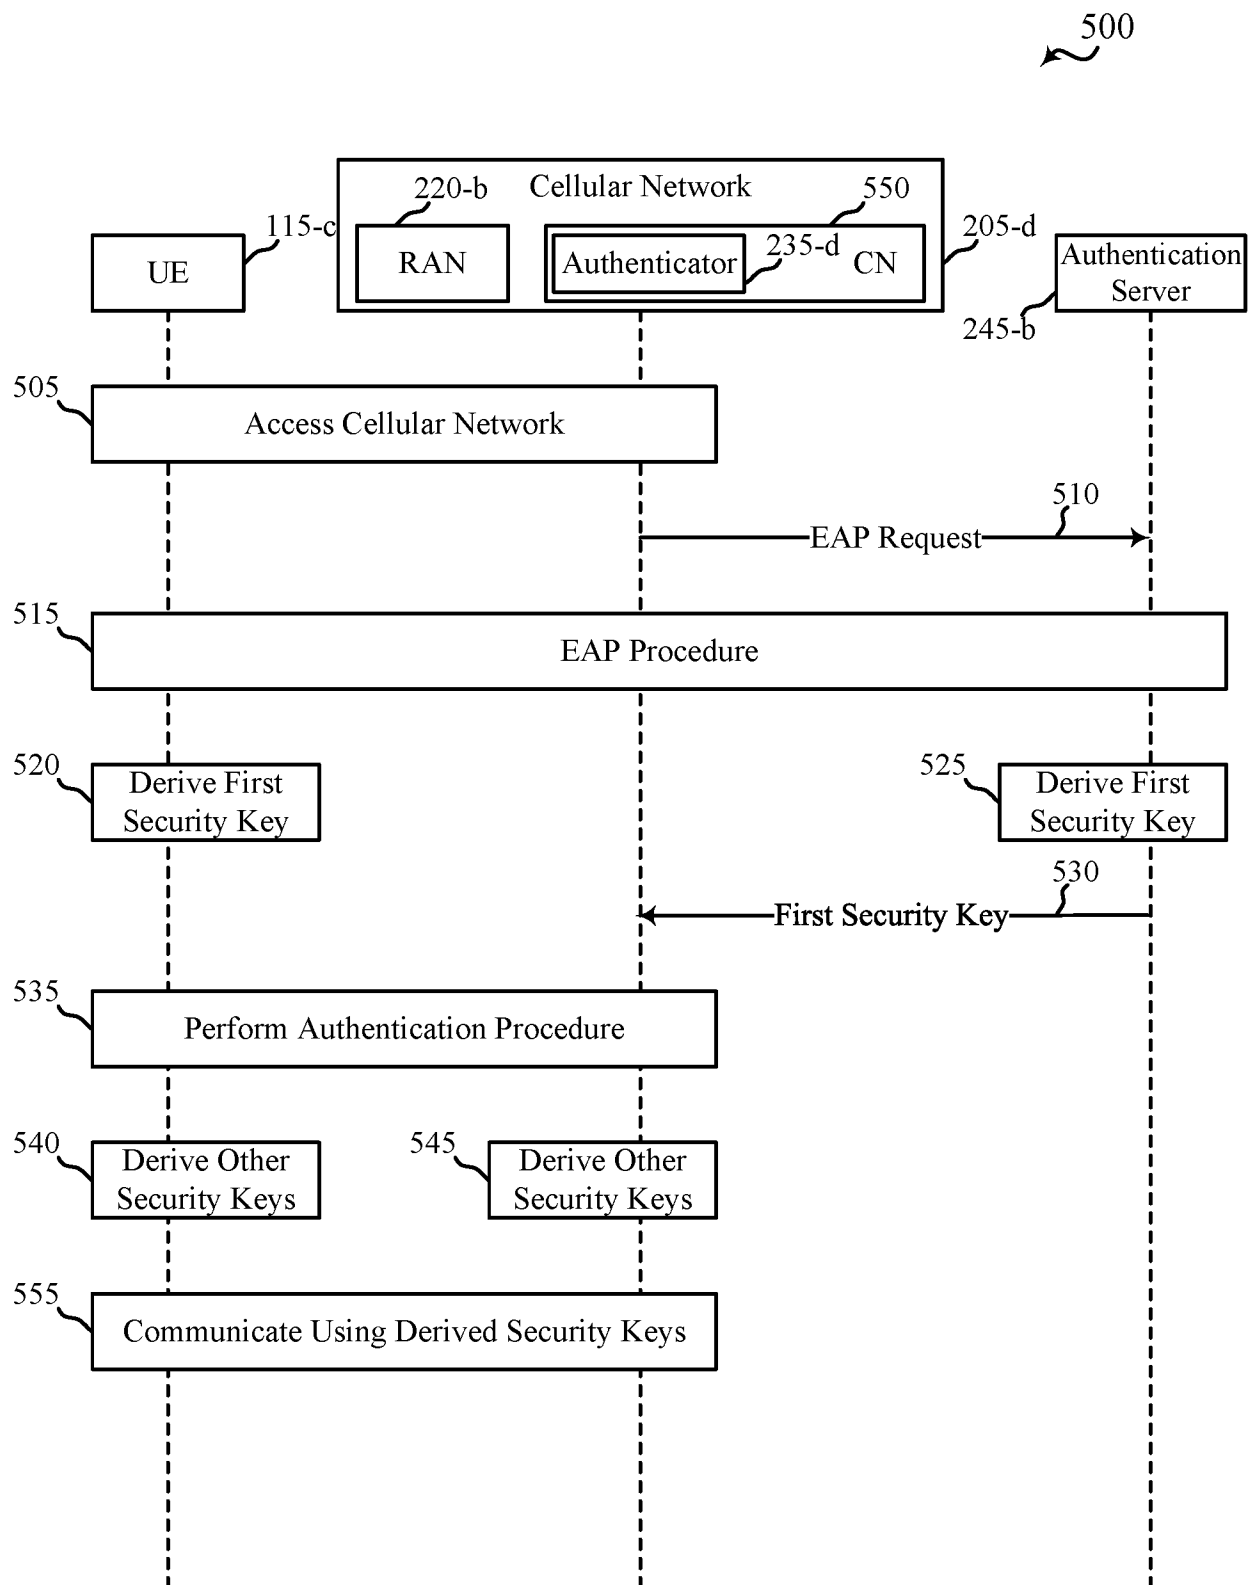 500
Cellular Network
220-b
550
115-c
205-d
UE
RAN
Authenticator
235-d
CN
Authentication
Server
245-b
505
Access Cellular Network
510
EAP Request
515
EAP Procedure
520
Derive First
Security Key
525
Derive First
Security Key
530
First Security Key
535
Perform Authentication Procedure
540
Derive Other
Security Keys
545
Derive Other
Security Keys
555
Communicate Using Derived Security Keys